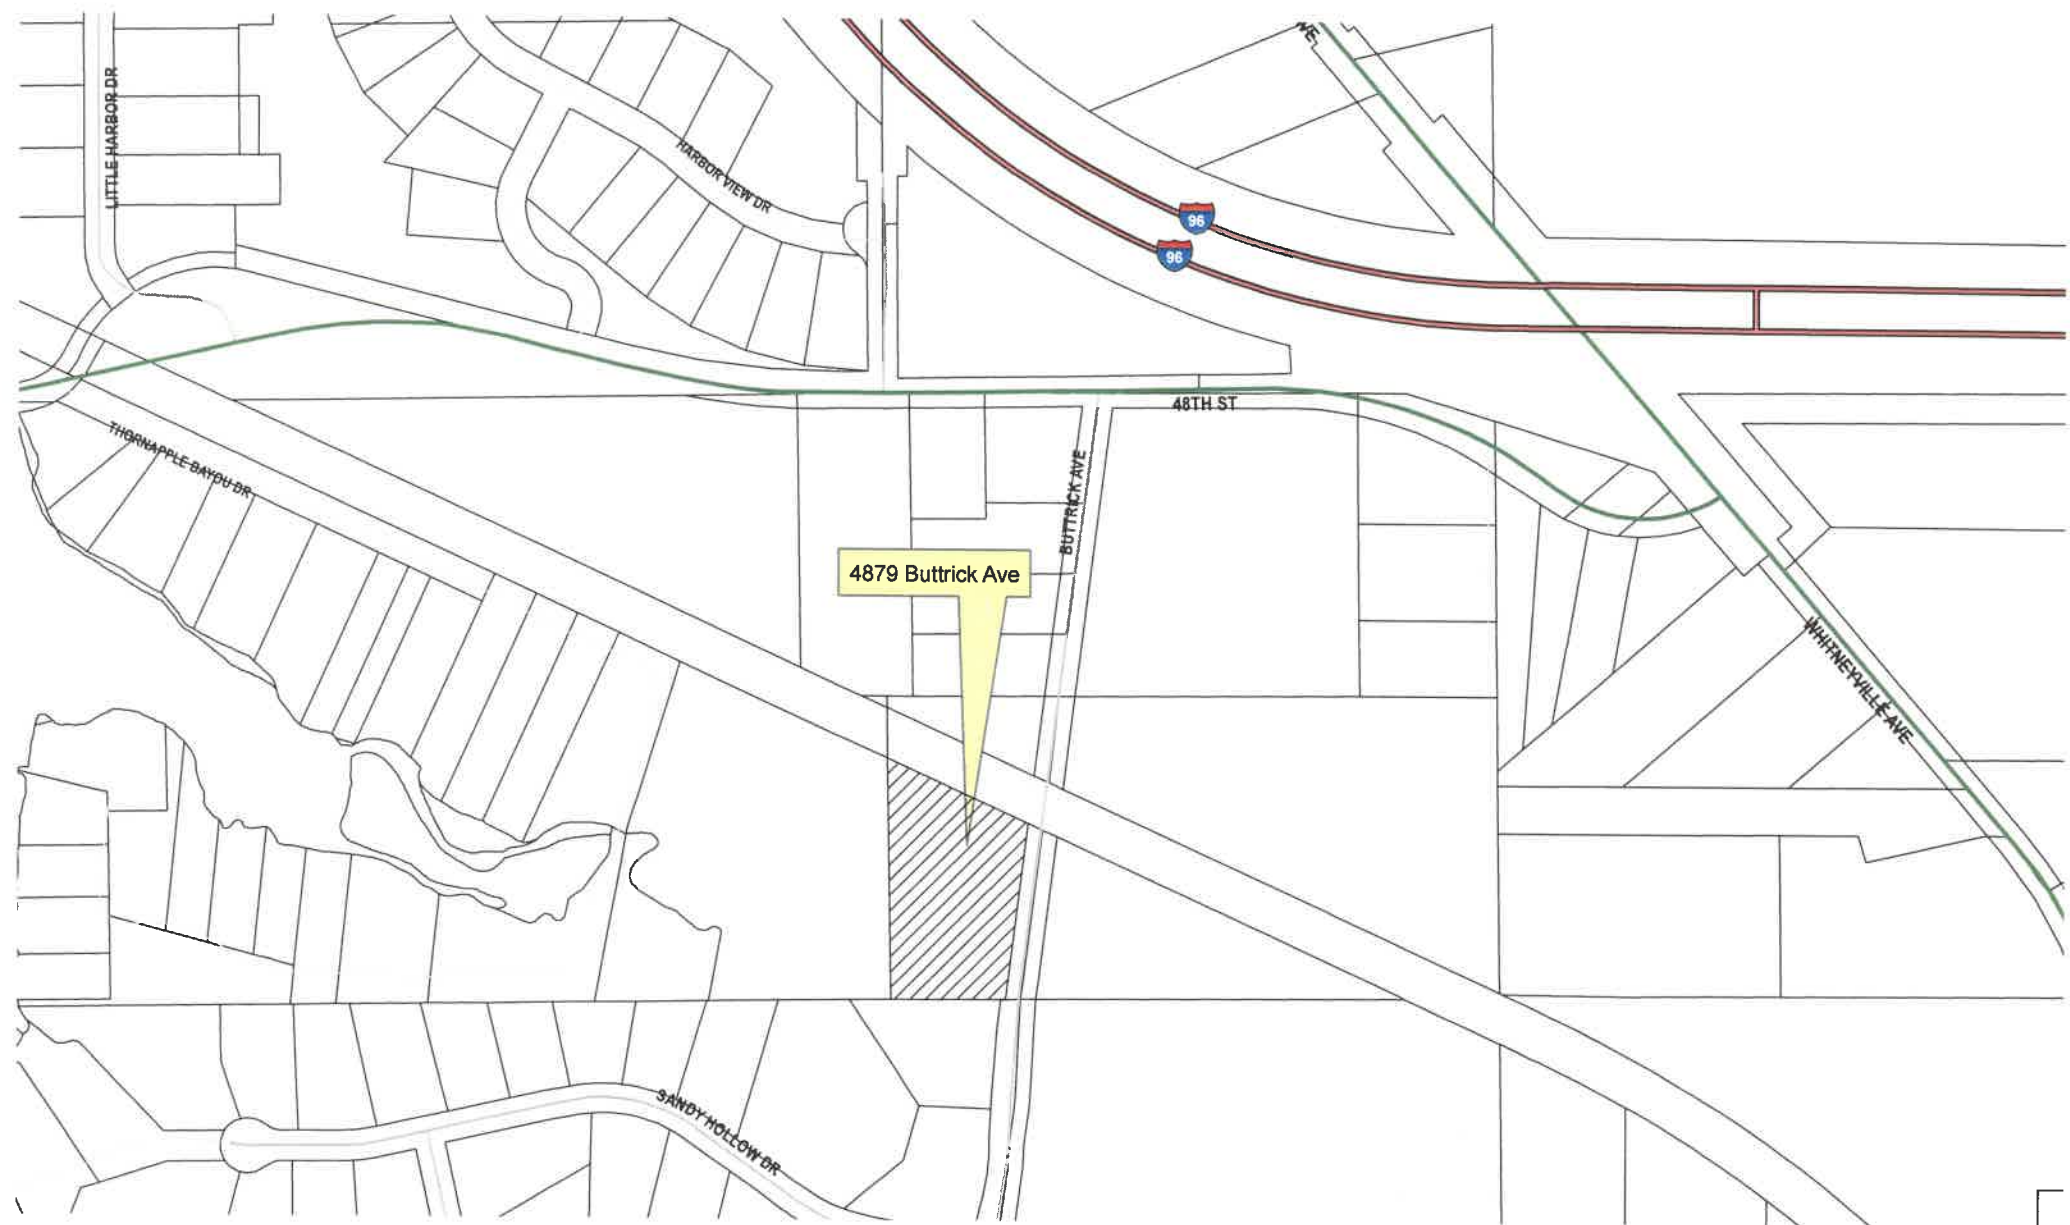 VE
LITTLE HARBOR DR
HARBOR VIEW DR
96
96
48TH ST
THORNAPPLE BAYOU DR
BUTTRICK AVE
4879 Buttrick Ave
WHITNEYVILLE AVE
SANDY HOLLOW DR